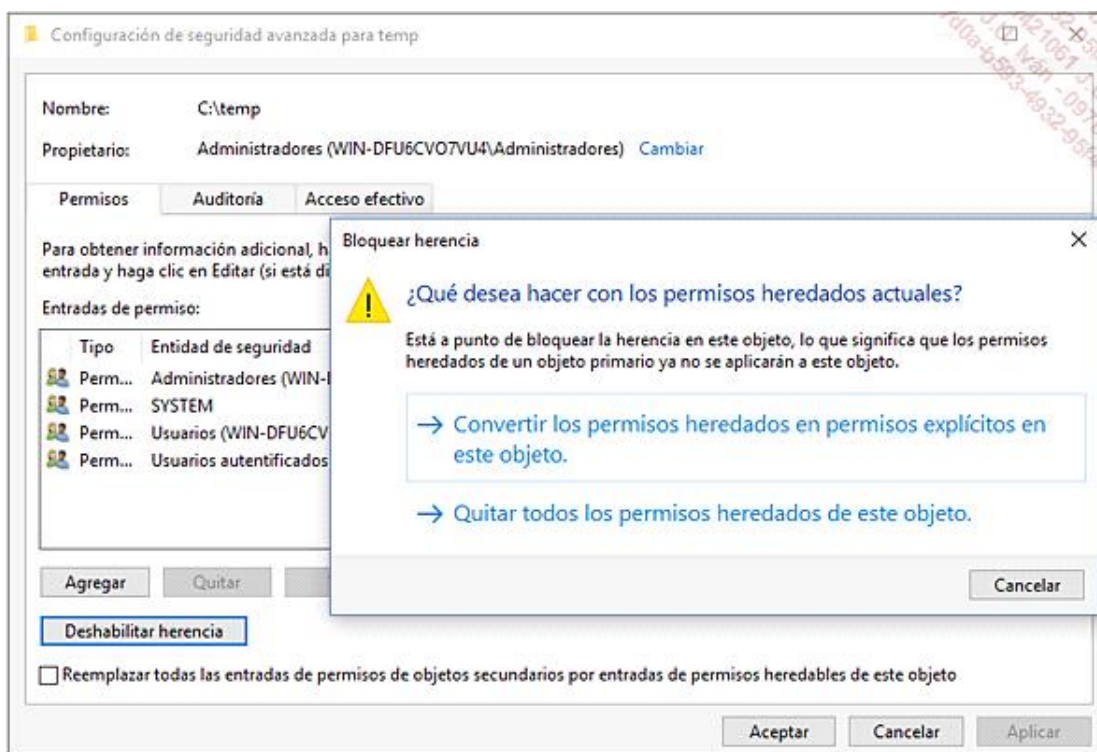 Configuración de seguridad avanzada para temp
Nombre: C:\temp
Propietario: Administradores (WIN-DFU6CVO7VU4\Administradores) Cambiar
Permisos Auditoría Acceso efectivo
Para obtener información adicional, h
entrada y haga clic en Editar (si está di
Entradas de permiso:
Tipo Entidad de seguridad
Perm... Administradores (WIN-
Perm... SYSTEM
Perm... Usuarios (WIN-DFU6CV
Perm... Usuarios autentificados
Agregar Quitar
Deshabilitar herencia
Reemplazar todas las entradas de permisos de objetos secundarios por entradas de permisos heredables de este objeto
Aceptar Cancelar Aplicar
Bloquear herencia
¿Qué desea hacer con los permisos heredados actuales?
Está a punto de bloquear la herencia en este objeto, lo que significa que los permisos
heredados de un objeto primario ya no se aplicarán a este objeto.
Convertir los permisos heredados en permisos explícitos en
este objeto.
Quitar todos los permisos heredados de este objeto.
Cancelar